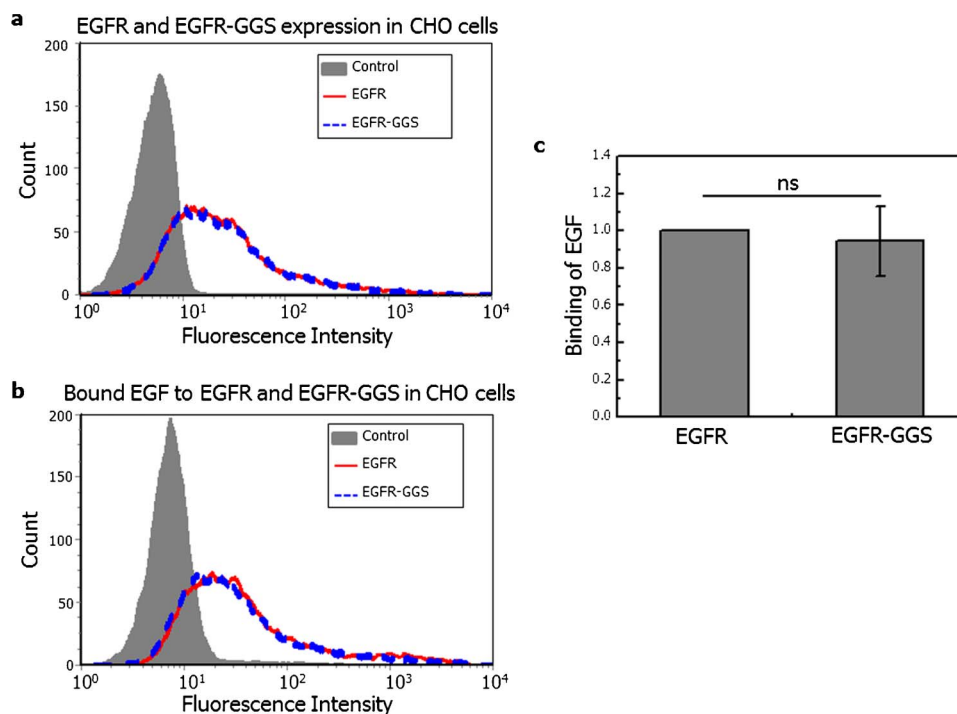 a
EGFR and EGFR-GGS expression in CHO cells
200
150
100
50
0
Count
Control
EGFR
EGFR-GGS
10⁰
10¹
10²
10³
10⁴
Fluorescence Intensity
b
Bound EGF to EGFR and EGFR-GGS in CHO cells
200
150
100
50
0
Count
Control
EGFR
EGFR-GGS
10⁰
10¹
10²
10³
10⁴
Fluorescence Intensity
c
1.4
1.2
1.0
0.8
0.6
0.4
0.2
0.0
Binding of EGF
ns
EGFR
EGFR-GGS